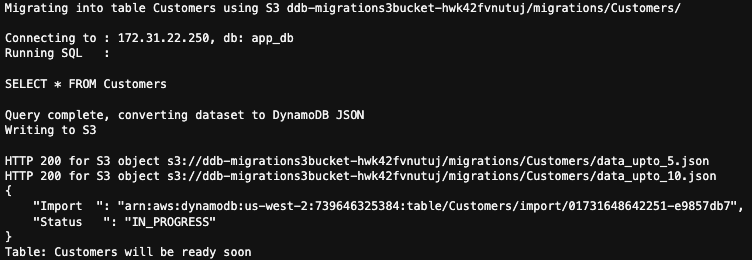 Migrating into table Customers using S3 ddb-migrations3bucket-hwk42fvnutuj/migrations/Customers/
Connecting to : 172.31.22.250, db: app_db
Running SQL   :
SELECT * FROM Customers
Query complete, converting dataset to DynamoDB JSON
Writing to S3
HTTP 200 for S3 object s3://ddb-migrations3bucket-hwk42fvnutuj/migrations/Customers/data_upto_5.json
HTTP 200 for S3 object s3://ddb-migrations3bucket-hwk42fvnutuj/migrations/Customers/data_upto_10.json
{
    "Import  ": "arn:aws:dynamodb:us-west-2:739646325384:table/Customers/import/01731648642251-e9857db7",
    "Status   ": "IN_PROGRESS"
}
Table: Customers will be ready soon